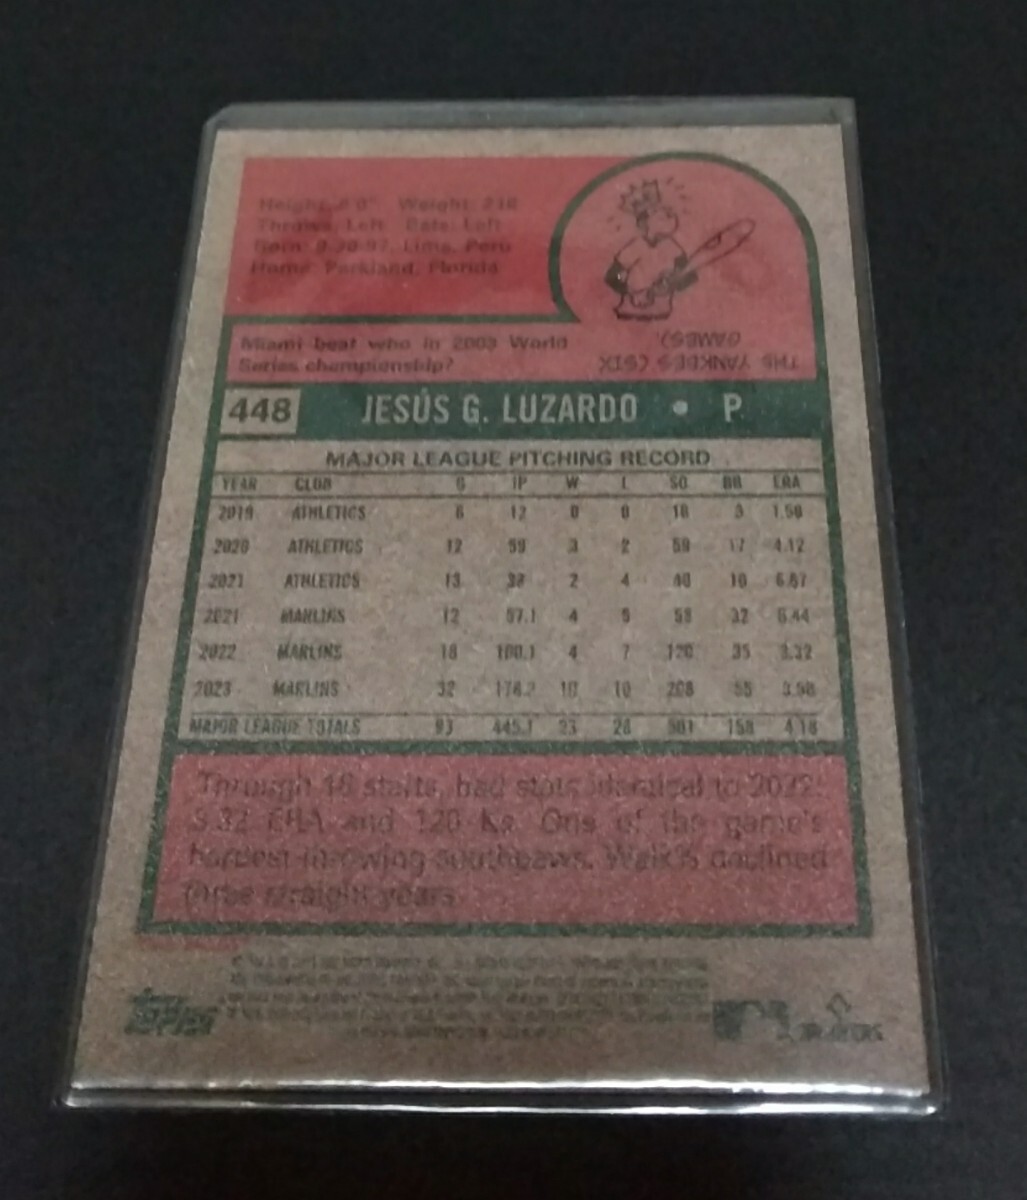 Height: 6'0" Weight: 218
Throws: Left Bats: Left
Born: 9-30-97, Lima, Peru
Home: Parkland, Florida
Miami beat who in 2003 World
Series championship?
THE YANKEES (SIX
GAMES).
448 JESÚS G. LUZARDO • P
MAJOR LEAGUE PITCHING RECORD
YEAR CLUB G IP W L SO BB ERA
2019 ATHLETICS 6 12 0 0 16 3 1.50
2020 ATHLETICS 12 59 3 2 59 17 4.12
2021 ATHLETICS 13 38 2 4 40 16 6.87
2021 MARLINS 12 57.1 4 5 58 32 6.44
2022 MARLINS 18 100.1 4 7 120 35 3.32
2023 MARLINS 32 178.2 10 10 208 55 3.58
MAJOR LEAGUE TOTALS 93 445.1 23 28 501 158 4.18
Through 18 starts, had stats identical to 2022:
3.32 ERA and 120 Ks. One of the game's
hardest-throwing southpaws. Walk % declined
three straight years.
TOPPS
PLAYERS